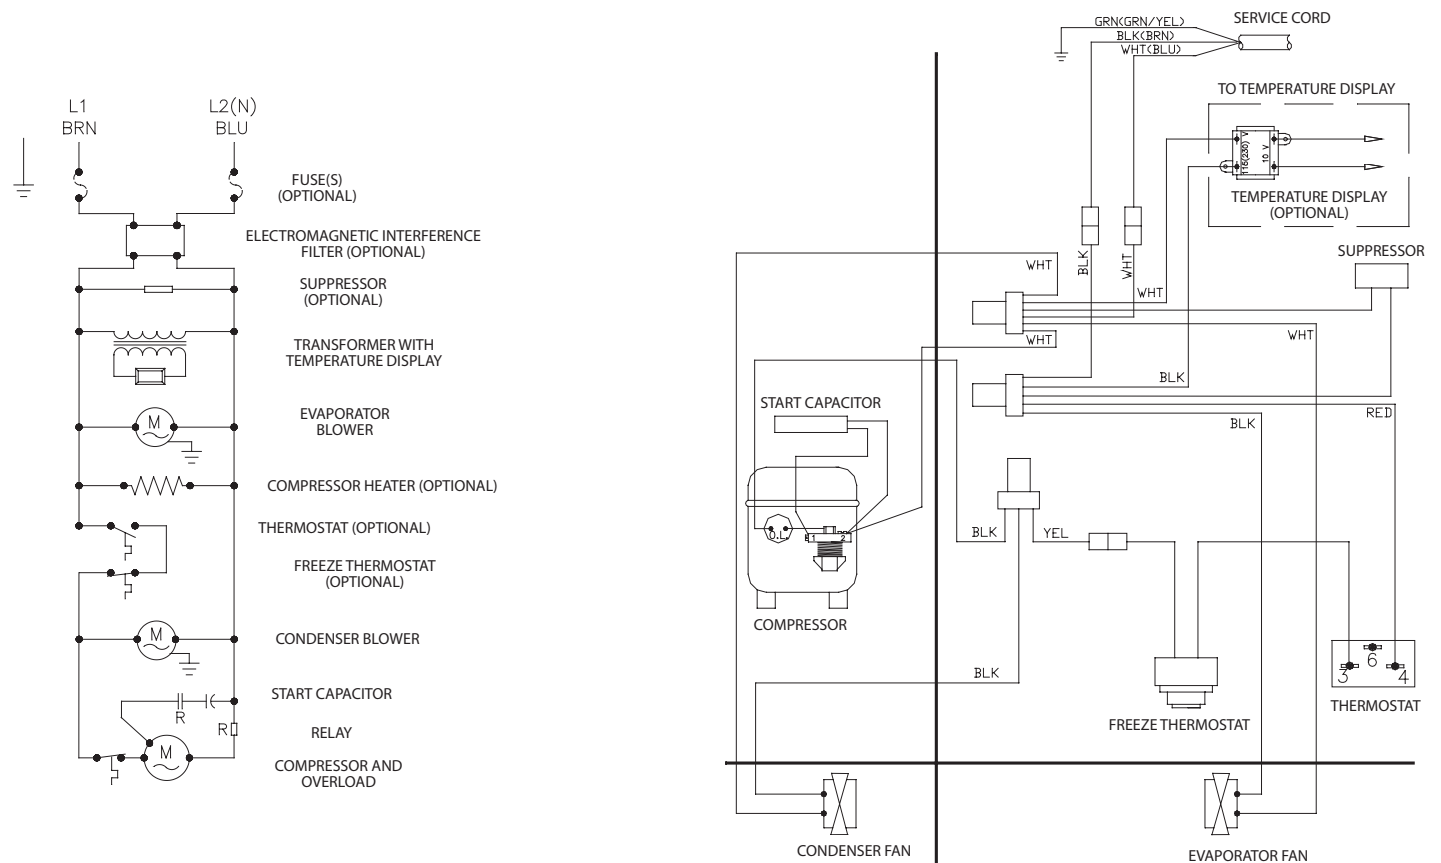 L1
BRN
L2(N)
BLU
FUSE(S)
(OPTIONAL)
ELECTROMAGNETIC INTERFERENCE
FILTER (OPTIONAL)
SUPPRESSOR
(OPTIONAL)
TRANSFORMER WITH
TEMPERATURE DISPLAY
M
EVAPORATOR
BLOWER
COMPRESSOR HEATER (OPTIONAL)
THERMOSTAT (OPTIONAL)
FREEZE THERMOSTAT
(OPTIONAL)
M
CONDENSER BLOWER
START CAPACITOR
R
R
RELAY
M
COMPRESSOR AND
OVERLOAD
GRN(GRN/YEL)
BLK(BRN)
WHT(BLU)
SERVICE CORD
TO TEMPERATURE DISPLAY
115(230) V
10 V
TEMPERATURE DISPLAY
(OPTIONAL)
SUPPRESSOR
BLK
WHT
WHT
WHT
WHT
WHT
BLK
RED
BLK
START CAPACITOR
O.L.
1
2
COMPRESSOR
BLK
YEL
BLK
FREEZE THERMOSTAT
3
6
4
THERMOSTAT
CONDENSER FAN
EVAPORATOR FAN